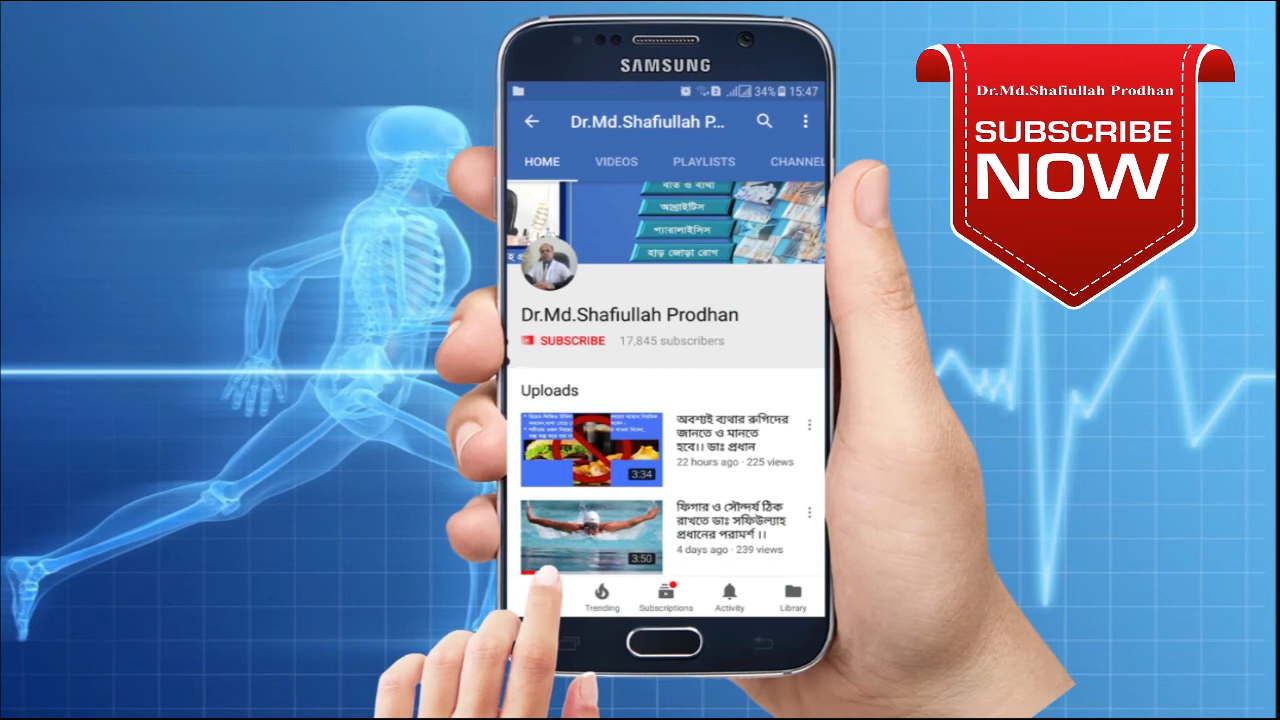 SAMSUNG
34% 15:47
Dr.Md.Shafiullah P...
HOME VIDEOS PLAYLISTS CHANNEL
বাত ও ব্যথা
আর্থ্রাইটিস
প্যারালাইসিস
হাড় জোড়া রোগ
Dr.Md.Shafiullah Prodhan
SUBSCRIBE 17,845 subscribers
Uploads
অবশ্যই ব্যথার রুগিদের
জানতে ও মানতে
হবে।। ডাঃ প্রধান
22 hours ago · 225 views
3:34
ফিগার ও সৌন্দর্য ঠিক
রাখতে ডাঃ সফিউল্যাহ
প্রধানের পরামর্শ ।।
4 days ago · 239 views
3:50
Trending Subscriptions Activity Library
Dr.Md.Shafiullah Prodhan
SUBSCRIBE
NOW